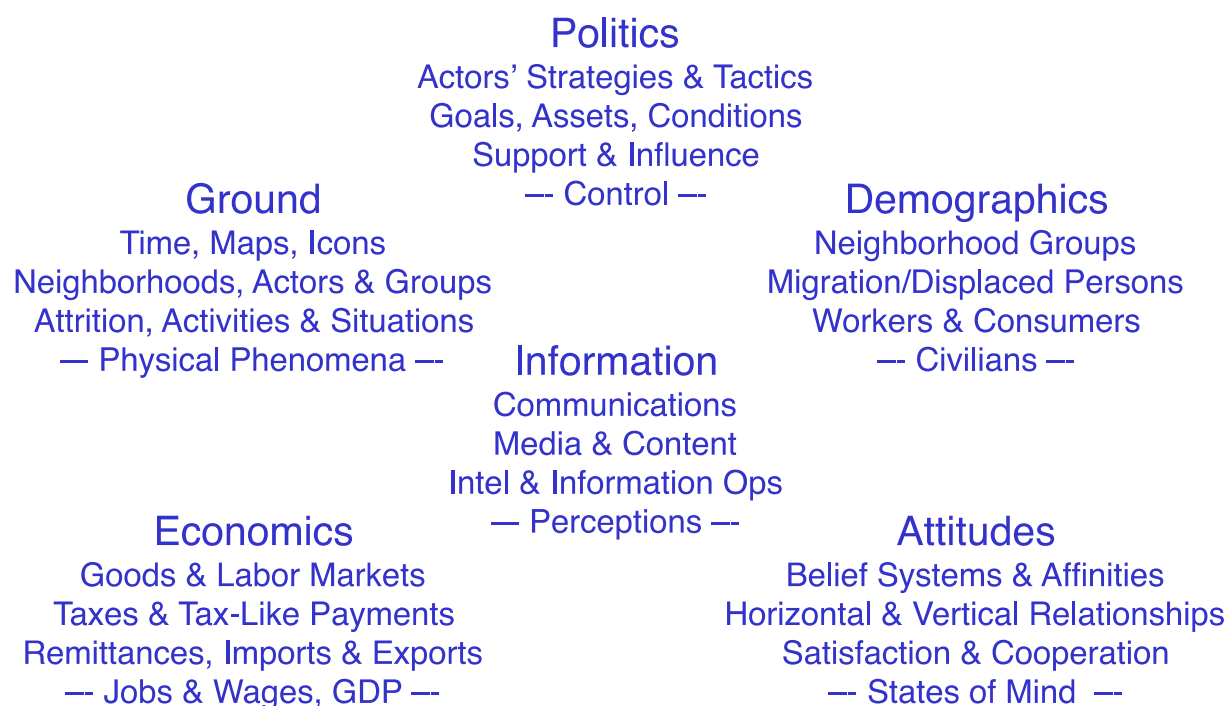 Politics
Actors’ Strategies & Tactics
Goals, Assets, Conditions
Support & Influence
–- Control –-
Ground
Time, Maps, Icons
Neighborhoods, Actors & Groups
Attrition, Activities & Situations
–- Physical Phenomena –-
Demographics
Neighborhood Groups
Migration/Displaced Persons
Workers & Consumers
–- Civilians –-
Information
Communications
Media & Content
Intel & Information Ops
–- Perceptions –-
Economics
Goods & Labor Markets
Taxes & Tax-Like Payments
Remittances, Imports & Exports
–- Jobs & Wages, GDP –-
Attitudes
Belief Systems & Affinities
Horizontal & Vertical Relationships
Satisfaction & Cooperation
–- States of Mind –-